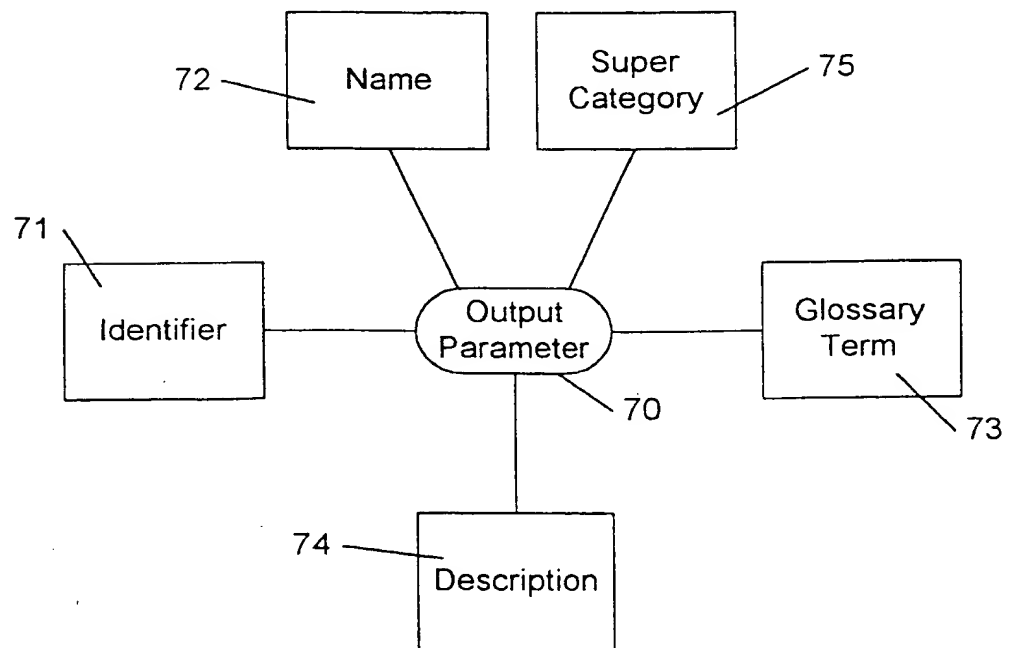 72
Name
Super
Category
75
71
Identifier
Output
Parameter
70
Glossary
Term
73
74
Description